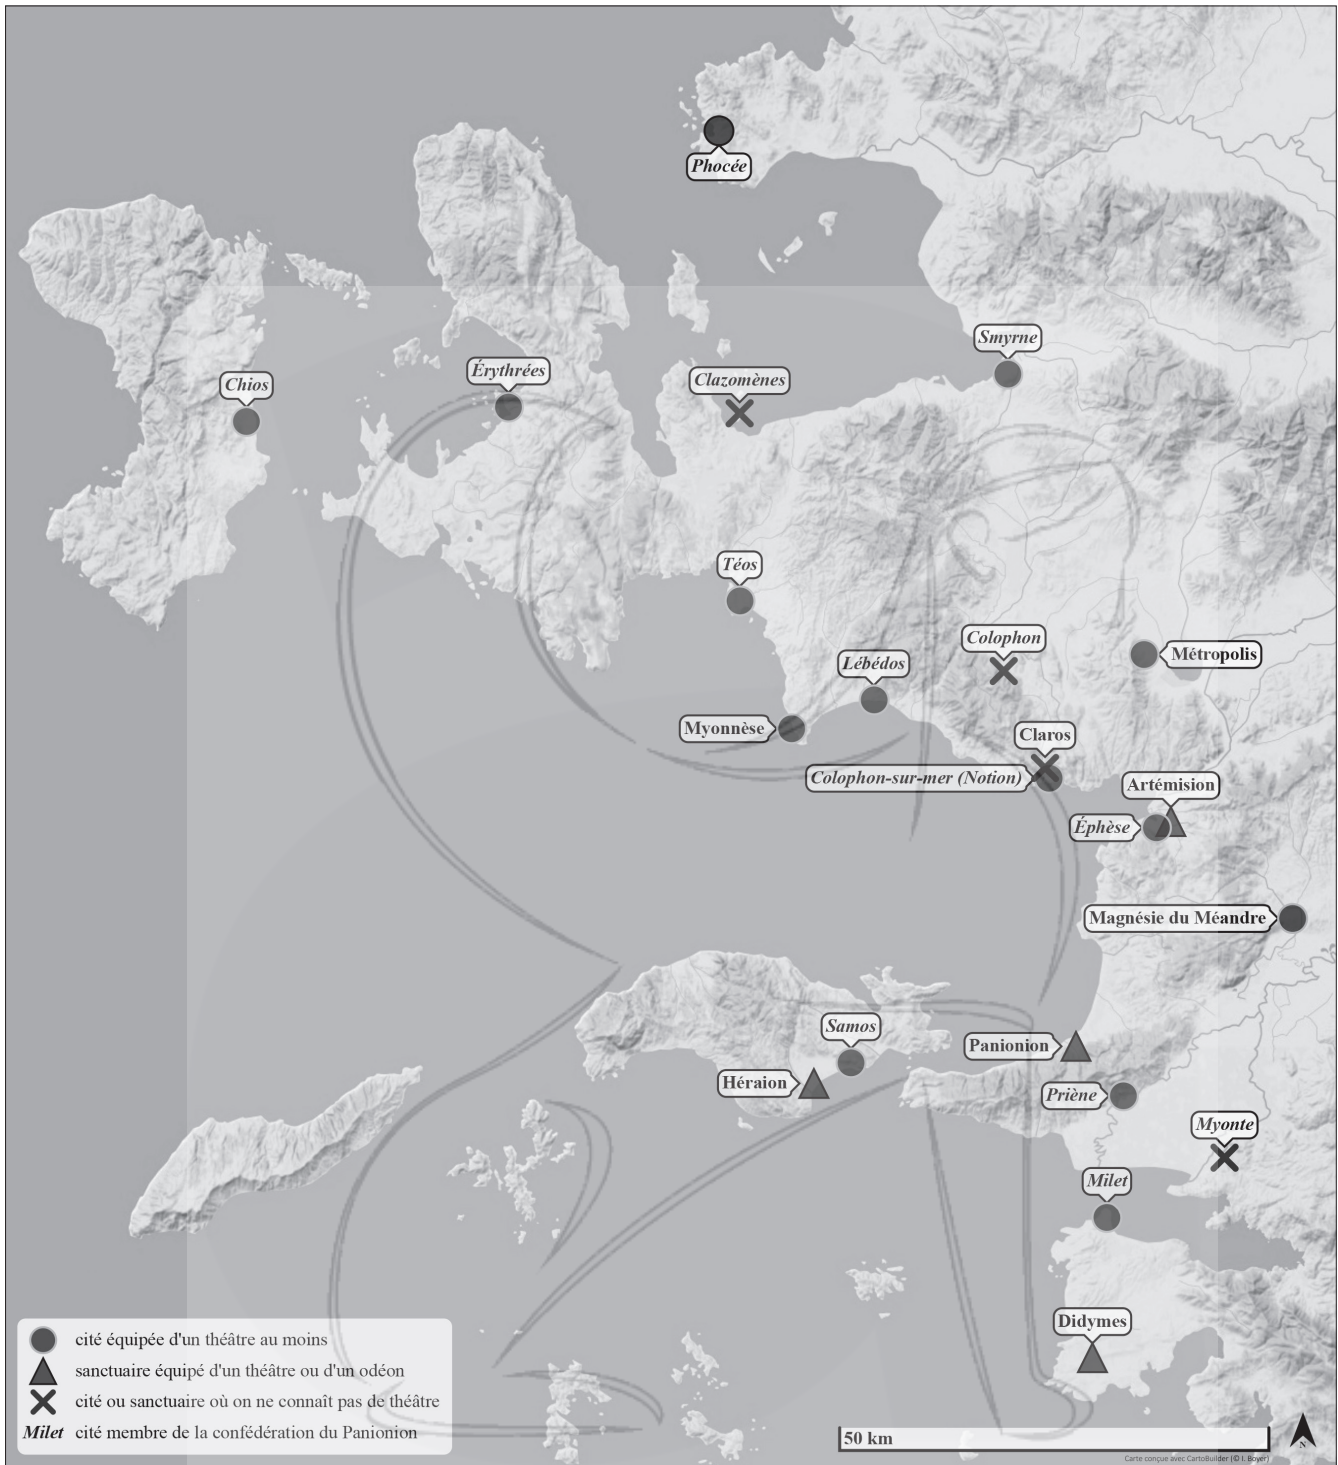 Phocée
Smyrne
Érythrées
Clazomènes
Chios
Téos
Colophon
Métropolis
Lébédos
Myonnèse
Claros
Colophon-sur-mer (Notion)
Artémision
Éphèse
Magnésie du Méandre
Samos
Panionion
Héraion
Priène
Myonte
Milet
Didymes
cité équipée d'un théâtre au moins
sanctuaire équipé d'un théâtre ou d'un odéon
cité ou sanctuaire où on ne connaît pas de théâtre
Milet cité membre de la confédération du Panionion
50 km
N
Carte conçue avec CartoBuilder (© I. Boyer)